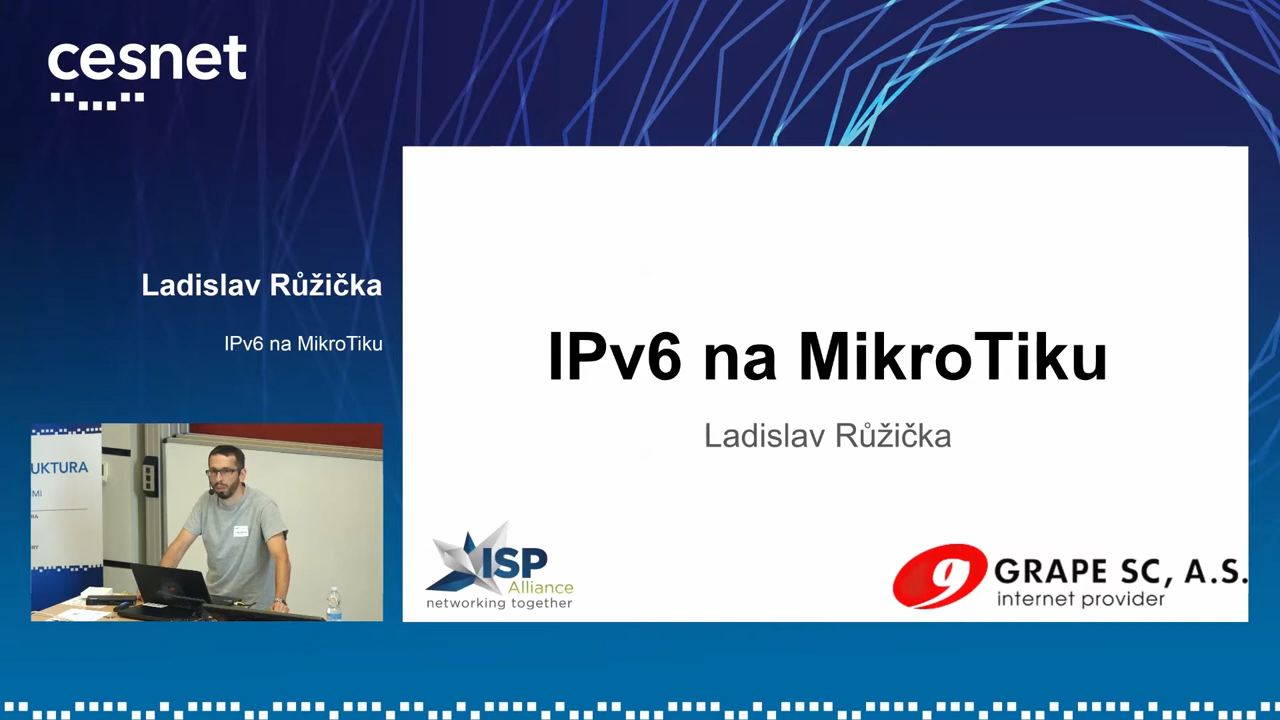 cesnet
Ladislav Růžička
IPv6 na MikroTiku
IPv6 na MikroTiku
Ladislav Růžička
ISP
Alliance
networking together
g
GRAPE SC, A.S.
internet provider
UKTURA
MI